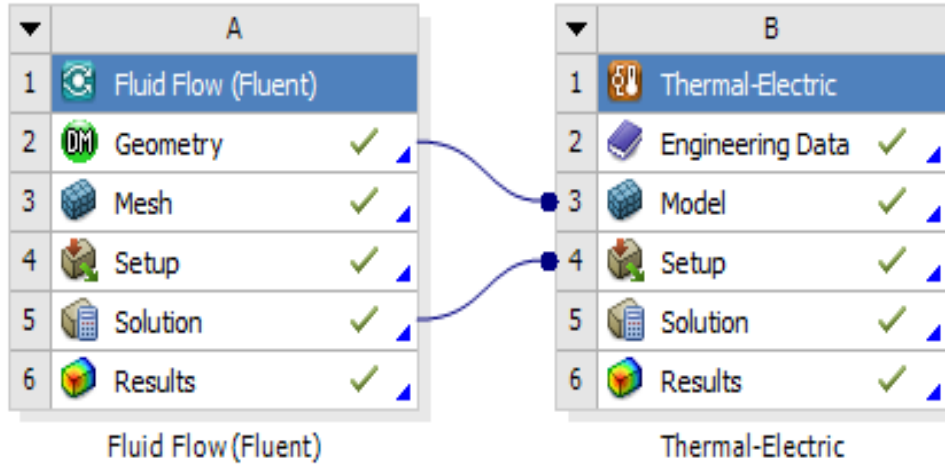 A
1 Fluid Flow (Fluent)
2 DM Geometry
3 Mesh
4 Setup
5 Solution
6 Results
Fluid Flow (Fluent)
B
1 Thermal-Electric
2 Engineering Data
3 Model
4 Setup
5 Solution
6 Results
Thermal-Electric